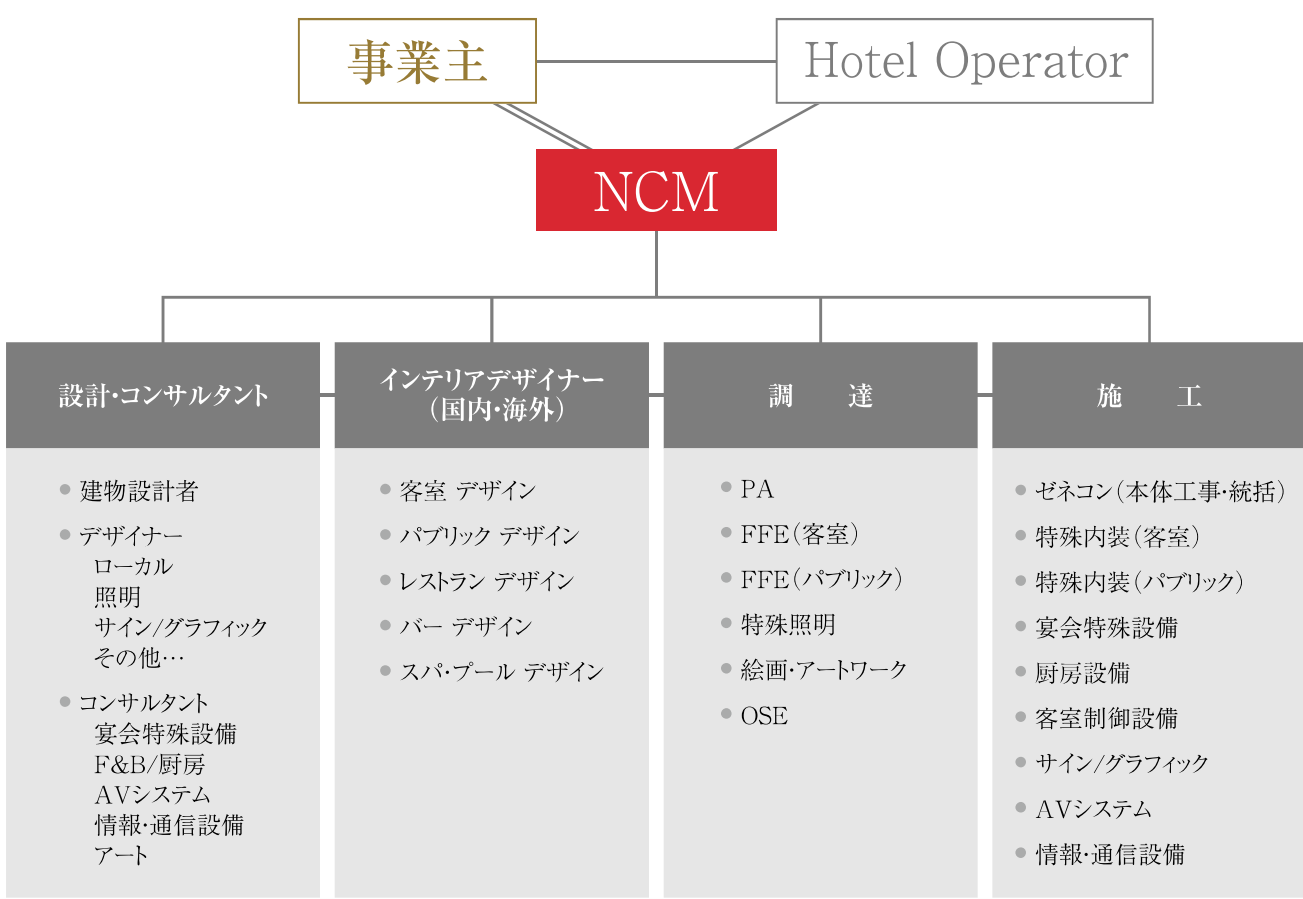 事業主
Hotel Operator
NCM
設計・コンサルタント
建物設計者
デザイナー
ローカル
照明
サイン/グラフィック
その他…
コンサルタント
宴会特殊設備
F&B/厨房
AVシステム
情報・通信設備
アート
インテリアデザイナー
（国内・海外）
客室 デザイン
パブリック デザイン
レストラン デザイン
バー デザイン
スパ・プール デザイン
調　達
PA
FFE（客室）
FFE（パブリック）
特殊照明
絵画・アートワーク
OSE
施　工
ゼネコン（本体工事・統括）
特殊内装（客室）
特殊内装（パブリック）
宴会特殊設備
厨房設備
客室制御設備
サイン/グラフィック
AVシステム
情報・通信設備